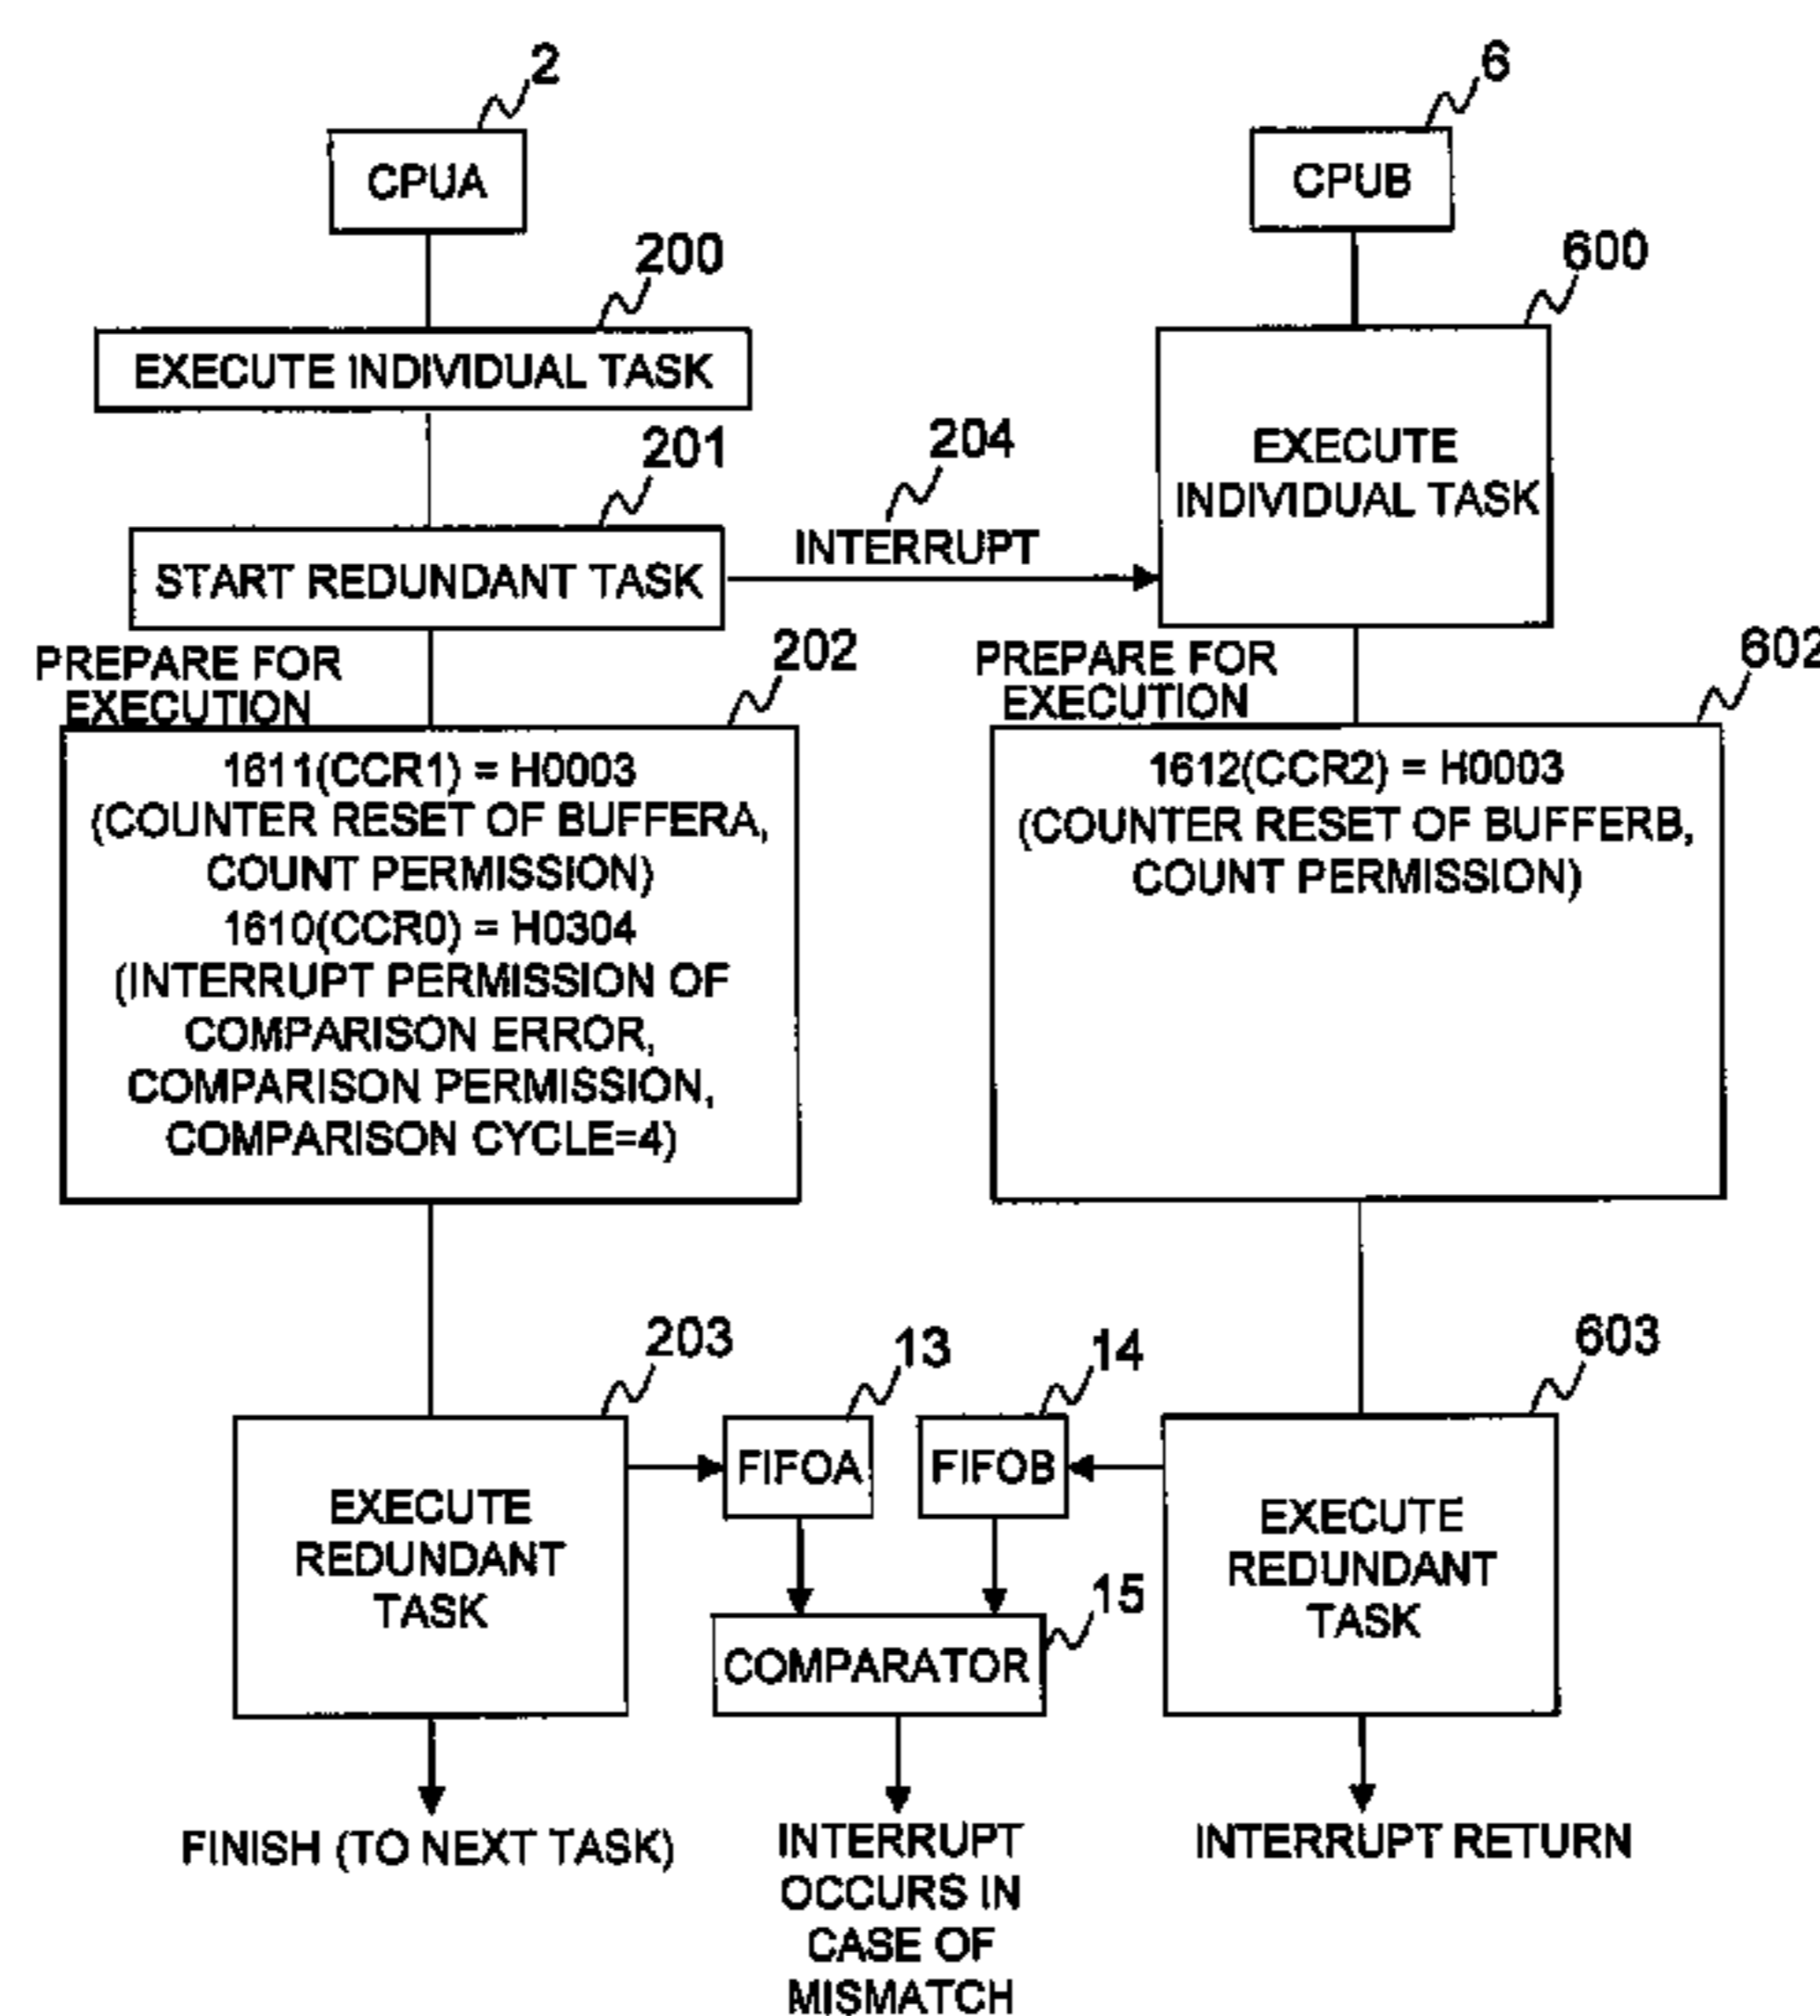 2
6
CPUA
CPUB
200
600
EXECUTE INDIVIDUAL TASK
201
204
EXECUTE
INDIVIDUAL TASK
INTERRUPT
START REDUNDANT TASK
PREPARE FOR
EXECUTION
202
PREPARE FOR
EXECUTION
602
1611(CCR1) = H0003
(COUNTER RESET OF BUFFERA,
COUNT PERMISSION)
1610(CCR0) = H0304
(INTERRUPT PERMISSION OF
COMPARISON ERROR,
COMPARISON PERMISSION,
COMPARISON CYCLE=4)
1612(CCR2) = H0003
(COUNTER RESET OF BUFFERB,
COUNT PERMISSION)
203
13
14
603
EXECUTE
REDUNDANT
TASK
FIFOA
FIFOB
EXECUTE
REDUNDANT
TASK
15
COMPARATOR
FINISH (TO NEXT TASK)
INTERRUPT
OCCURS IN
CASE OF
MISMATCH
INTERRUPT RETURN